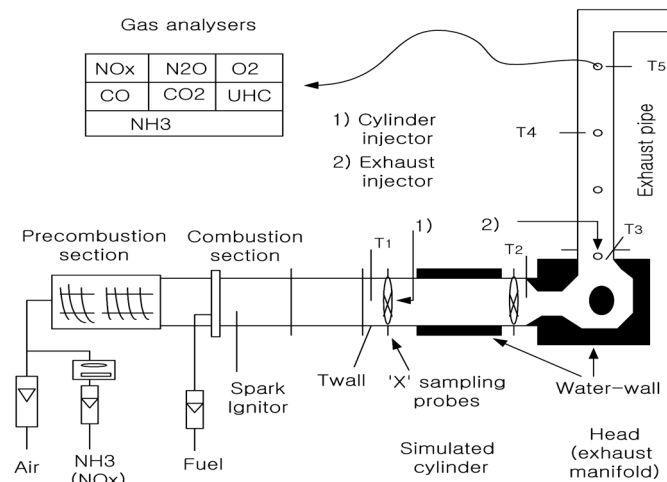 Gas analysers
NOx N2O O2
CO CO2 UHC
NH3
1) Cylinder
injector
2) Exhaust
injector
T5
T4
Exhaust pipe
T3
2)
1)
T1
T2
Precombustion
section
Combustion
section
Spark
Ignitor
Twall
'X' sampling
probes
Water-wall
Simulated
cylinder
Head
(exhaust
manifold)
Air
NH3
(NOx)
Fuel